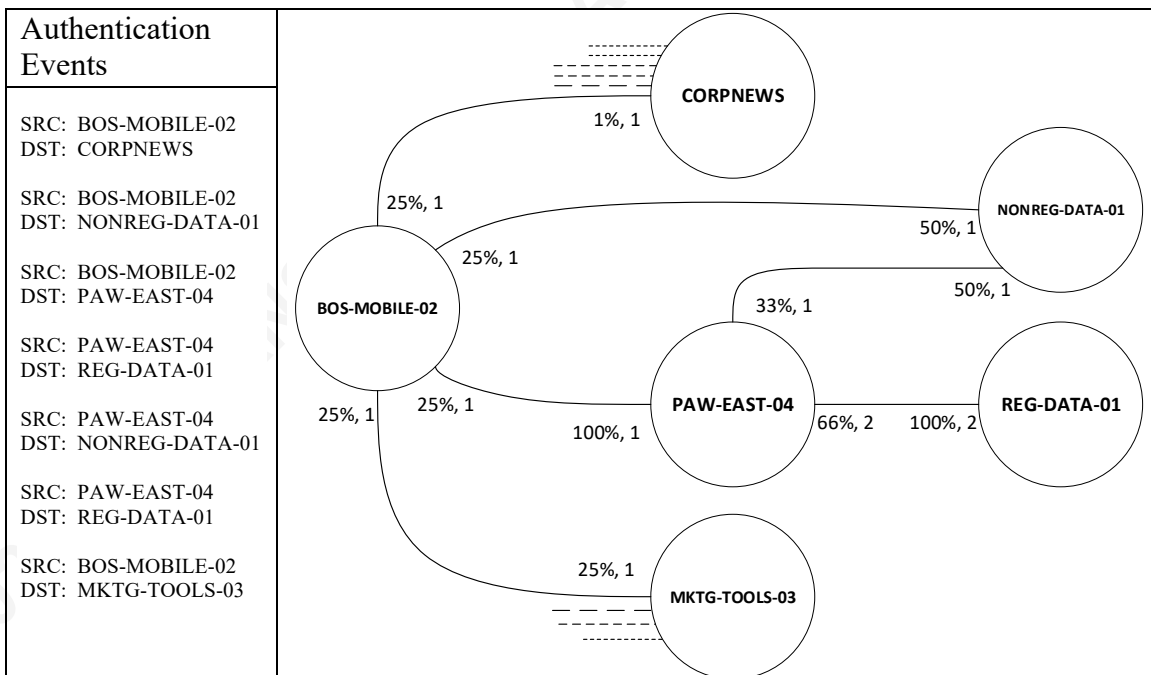 Authentication
Events
SRC: BOS-MOBILE-02
DST: CORPNEWS
SRC: BOS-MOBILE-02
DST: NONREG-DATA-01
SRC: BOS-MOBILE-02
DST: PAW-EAST-04
SRC: PAW-EAST-04
DST: REG-DATA-01
SRC: PAW-EAST-04
DST: NONREG-DATA-01
SRC: PAW-EAST-04
DST: REG-DATA-01
SRC: BOS-MOBILE-02
DST: MKTG-TOOLS-03
CORPNEWS
1%, 1
25%, 1
NONREG-DATA-01
50%, 1
25%, 1
50%, 1
BOS-MOBILE-02
33%, 1
25%, 1
25%, 1
PAW-EAST-04
100%, 1
66%, 2
100%, 2
REG-DATA-01
25%, 1
MKTG-TOOLS-03